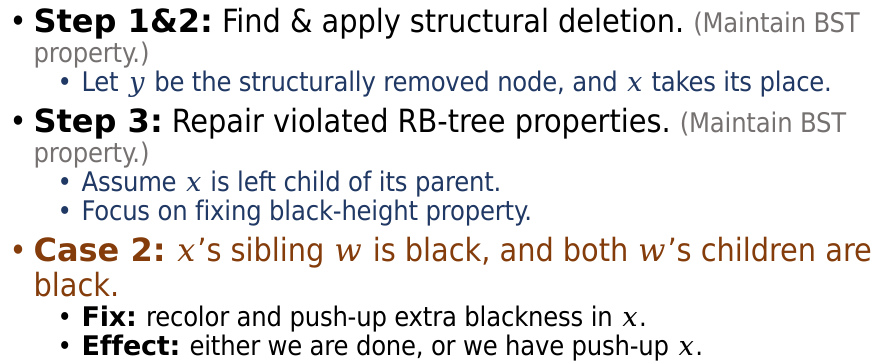 • Step 1&2: Find & apply structural deletion. (Maintain BST
property.)
• Let y be the structurally removed node, and x takes its place.
• Step 3: Repair violated RB-tree properties. (Maintain BST
property.)
• Assume x is left child of its parent.
• Focus on fixing black-height property.
• Case 2: x’s sibling w is black, and both w’s children are
black.
• Fix: recolor and push-up extra blackness in x.
• Effect: either we are done, or we have push-up x.